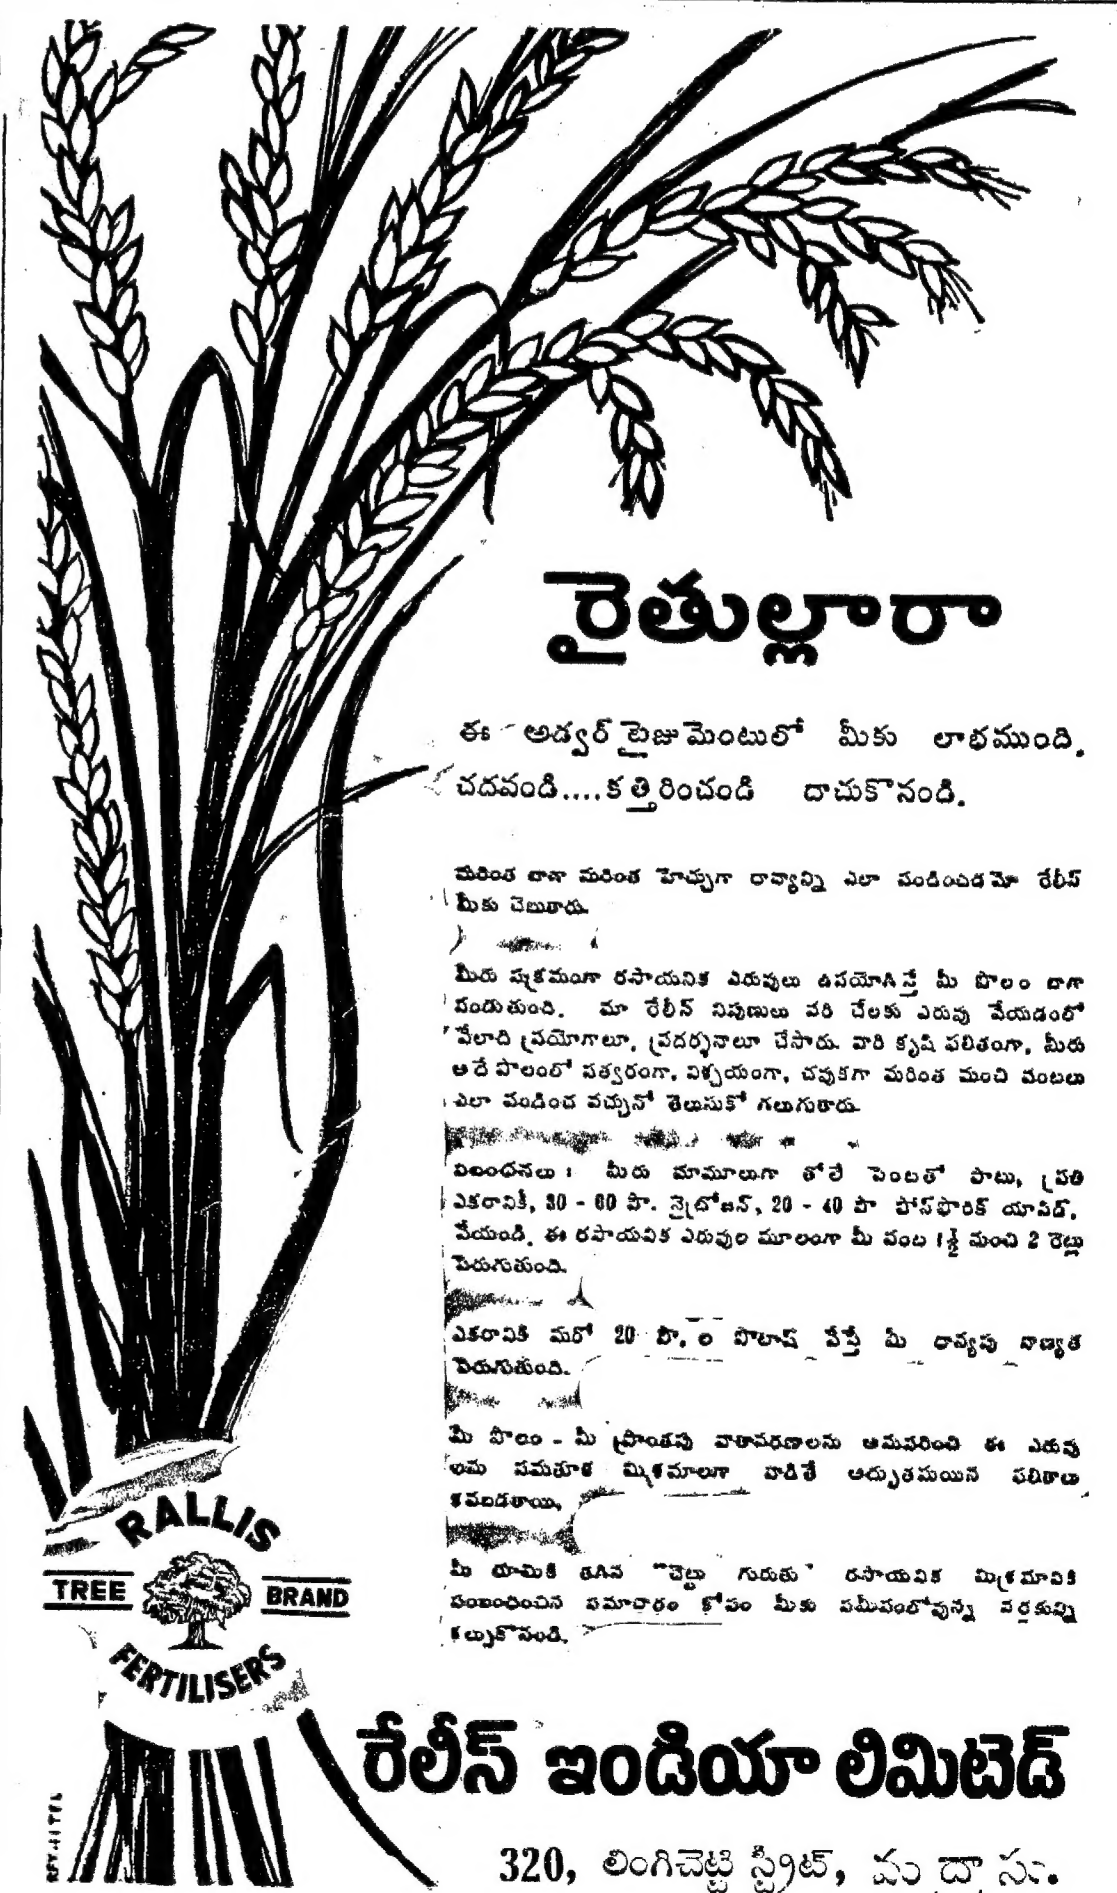 రైతుల్లారా
ఈ అడ్వర్టైజుమెంటులో మీకు లాభముంది.
చదవండి....కత్తిరించండి దాచుకొనండి.
మరింత బాగా మరింత హెచ్చుగా ధాన్యాన్ని ఎలా పండించడమో రేలీస్
మీకు చెబుతారు.
మీరు సక్రమంగా రసాయనిక ఎరువులు ఉపయోగిస్తే మీ పొలం బాగా
పండుతుంది. మా రేలీస్ నిపుణులు వరి చేలకు ఎరువు వేయడంలో
వేలాది ప్రయోగాలూ, ప్రదర్శనాలూ చేసారు. వారి కృషి ఫలితంగా, మీరు
అదే పొలంలో సత్వరంగా, నిశ్చయంగా, చవుకగా మరింత మంచి పంటలు
ఎలా పండించ వచ్చునో తెలుసుకో గలుగుతారు.
నిబంధనలు : మీరు మామూలుగా తోలే పెంటతో పాటు, ప్రతి
ఎకరానికీ, 30 - 60 పౌ. నైట్రోజన్, 20 - 40 పౌ ఫోస్ఫారిక్ యాసిడ్,
వేయండి. ఈ రసాయనిక ఎరువుల మూలంగా మీ పంట 1½ నుంచి 2 రెట్లు
పెరుగుతుంది.
ఎకరానికి మరో 20 పౌ. ల పొటాష్ వేస్తే మీ ధాన్యపు నాణ్యత
పెరుగుతుంది.
మీ పొలం - మీ ప్రాంతపు వాతావరణాలను అనుసరించి ఈ ఎరువు
లను సమతూక మిశ్రమాలుగా వాడితే అద్భుతమయిన ఫలితాలు
కనబడతాయి.
మీ భూమికి తగిన "చెట్టు గురుతు" రసాయనిక మిశ్రమానికి
సంబంధించిన సమాచారం కోసం మీకు సమీపంలోవున్న వర్తకున్ని
కలుసుకొనండి.
RALLIS
TREE BRAND
FERTILISERS
రేలీస్ ఇండియా లిమిటెడ్
320, లింగిచెట్టి స్ట్రీట్, మద్రాసు.